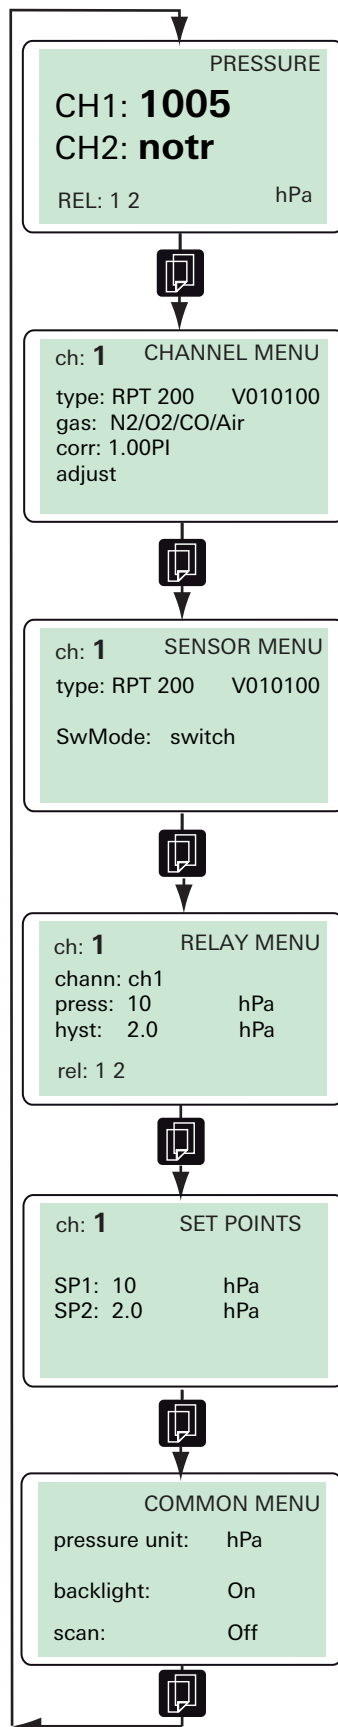 PRESSURE
CH1: 1005
CH2: notr
REL: 1 2 hPa
ch: 1 CHANNEL MENU
type: RPT 200 V010100
gas: N2/O2/CO/Air
corr: 1.00PI
adjust
ch: 1 SENSOR MENU
type: RPT 200 V010100
SwMode: switch
ch: 1 RELAY MENU
chann: ch1
press: 10 hPa
hyst: 2.0 hPa
rel: 1 2
ch: 1 SET POINTS
SP1: 10 hPa
SP2: 2.0 hPa
COMMON MENU
pressure unit: hPa
backlight: On
scan: Off